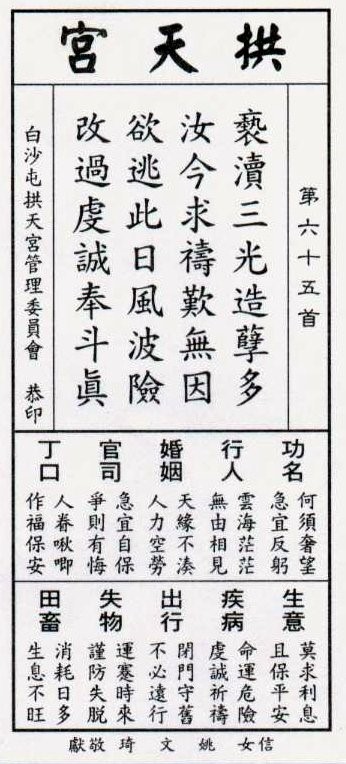 拱天宮
第六十五首
褻瀆三光造孽多
汝今求禱歎無因
欲逃此日風波險
改過虔誠奉斗眞
白沙屯拱天宮管理委員會 恭印
功名
何須奢望
急宜反躬
行人
雲海茫茫
無由相見
婚姻
天緣不湊
人力空勞
官司
急宜自保
爭則有悔
丁口
人眷啾唧
作福保安
生意
莫求利息
且保平安
疾病
命運危險
虔誠祈禱
出行
閉門守舊
不必遠行
失物
運蹇時來
謹防失脱
田畜
消耗日多
生息不旺
信女 姚文琦 敬獻